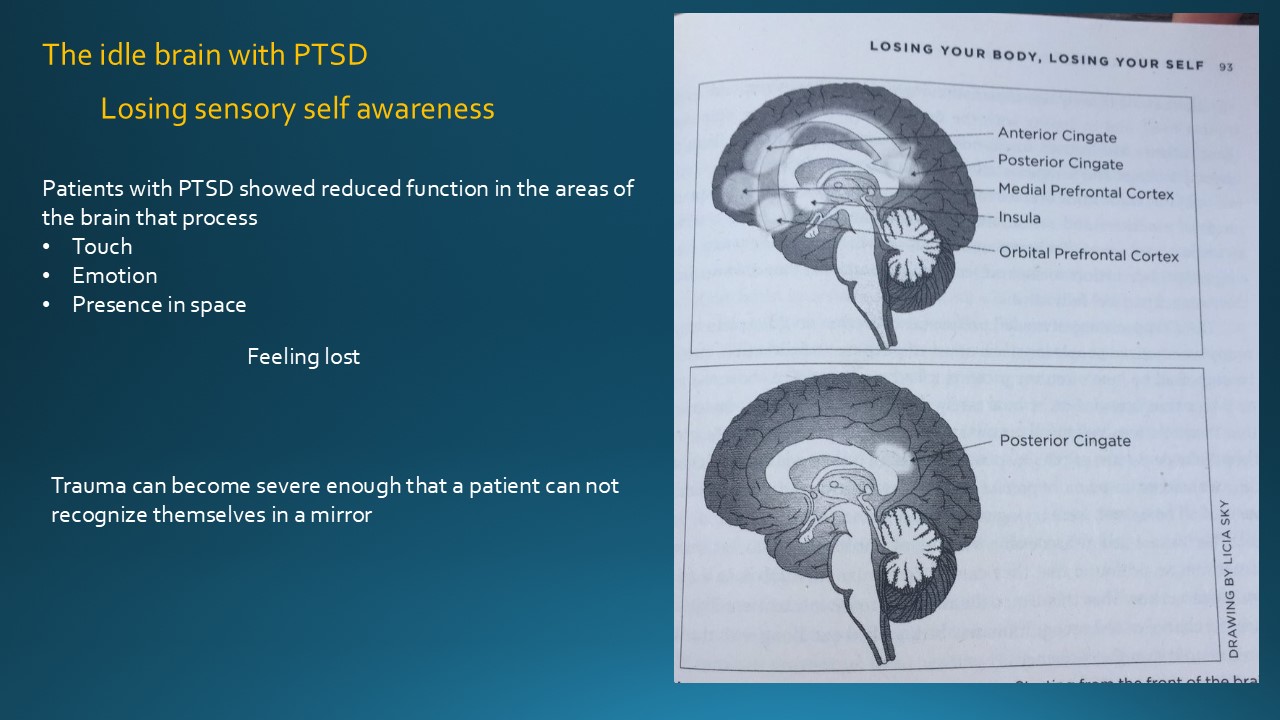 The idle brain with PTSD
Losing sensory self awareness
Patients with PTSD showed reduced function in the areas of
the brain that process
• Touch
• Emotion
• Presence in space
Feeling lost
Trauma can become severe enough that a patient can not
recognize themselves in a mirror
LOSING YOUR BODY, LOSING YOUR SELF 93
Anterior Cingate
Posterior Cingate
Medial Prefrontal Cortex
Insula
Orbital Prefrontal Cortex
Posterior Cingate
DRAWING BY LICIA SKY
from the front of the bra